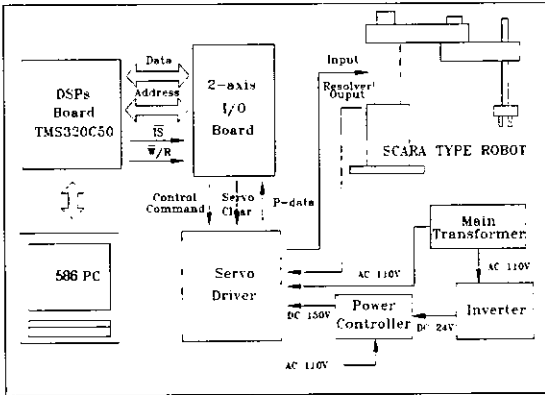 DSPs
Board
TMS320C50
Data
Address
IS
W/R
2-axis
I/O
Board
Input
Resolver
Ouput
SCARA TYPE ROBOT
Control
Command
Servo
Clear
P-data
586 PC
Servo
Driver
Main
Transformer
AC 110V
AC 110V
DC 150V
Power
Controller
DC 24V
Inverter
AC 110V